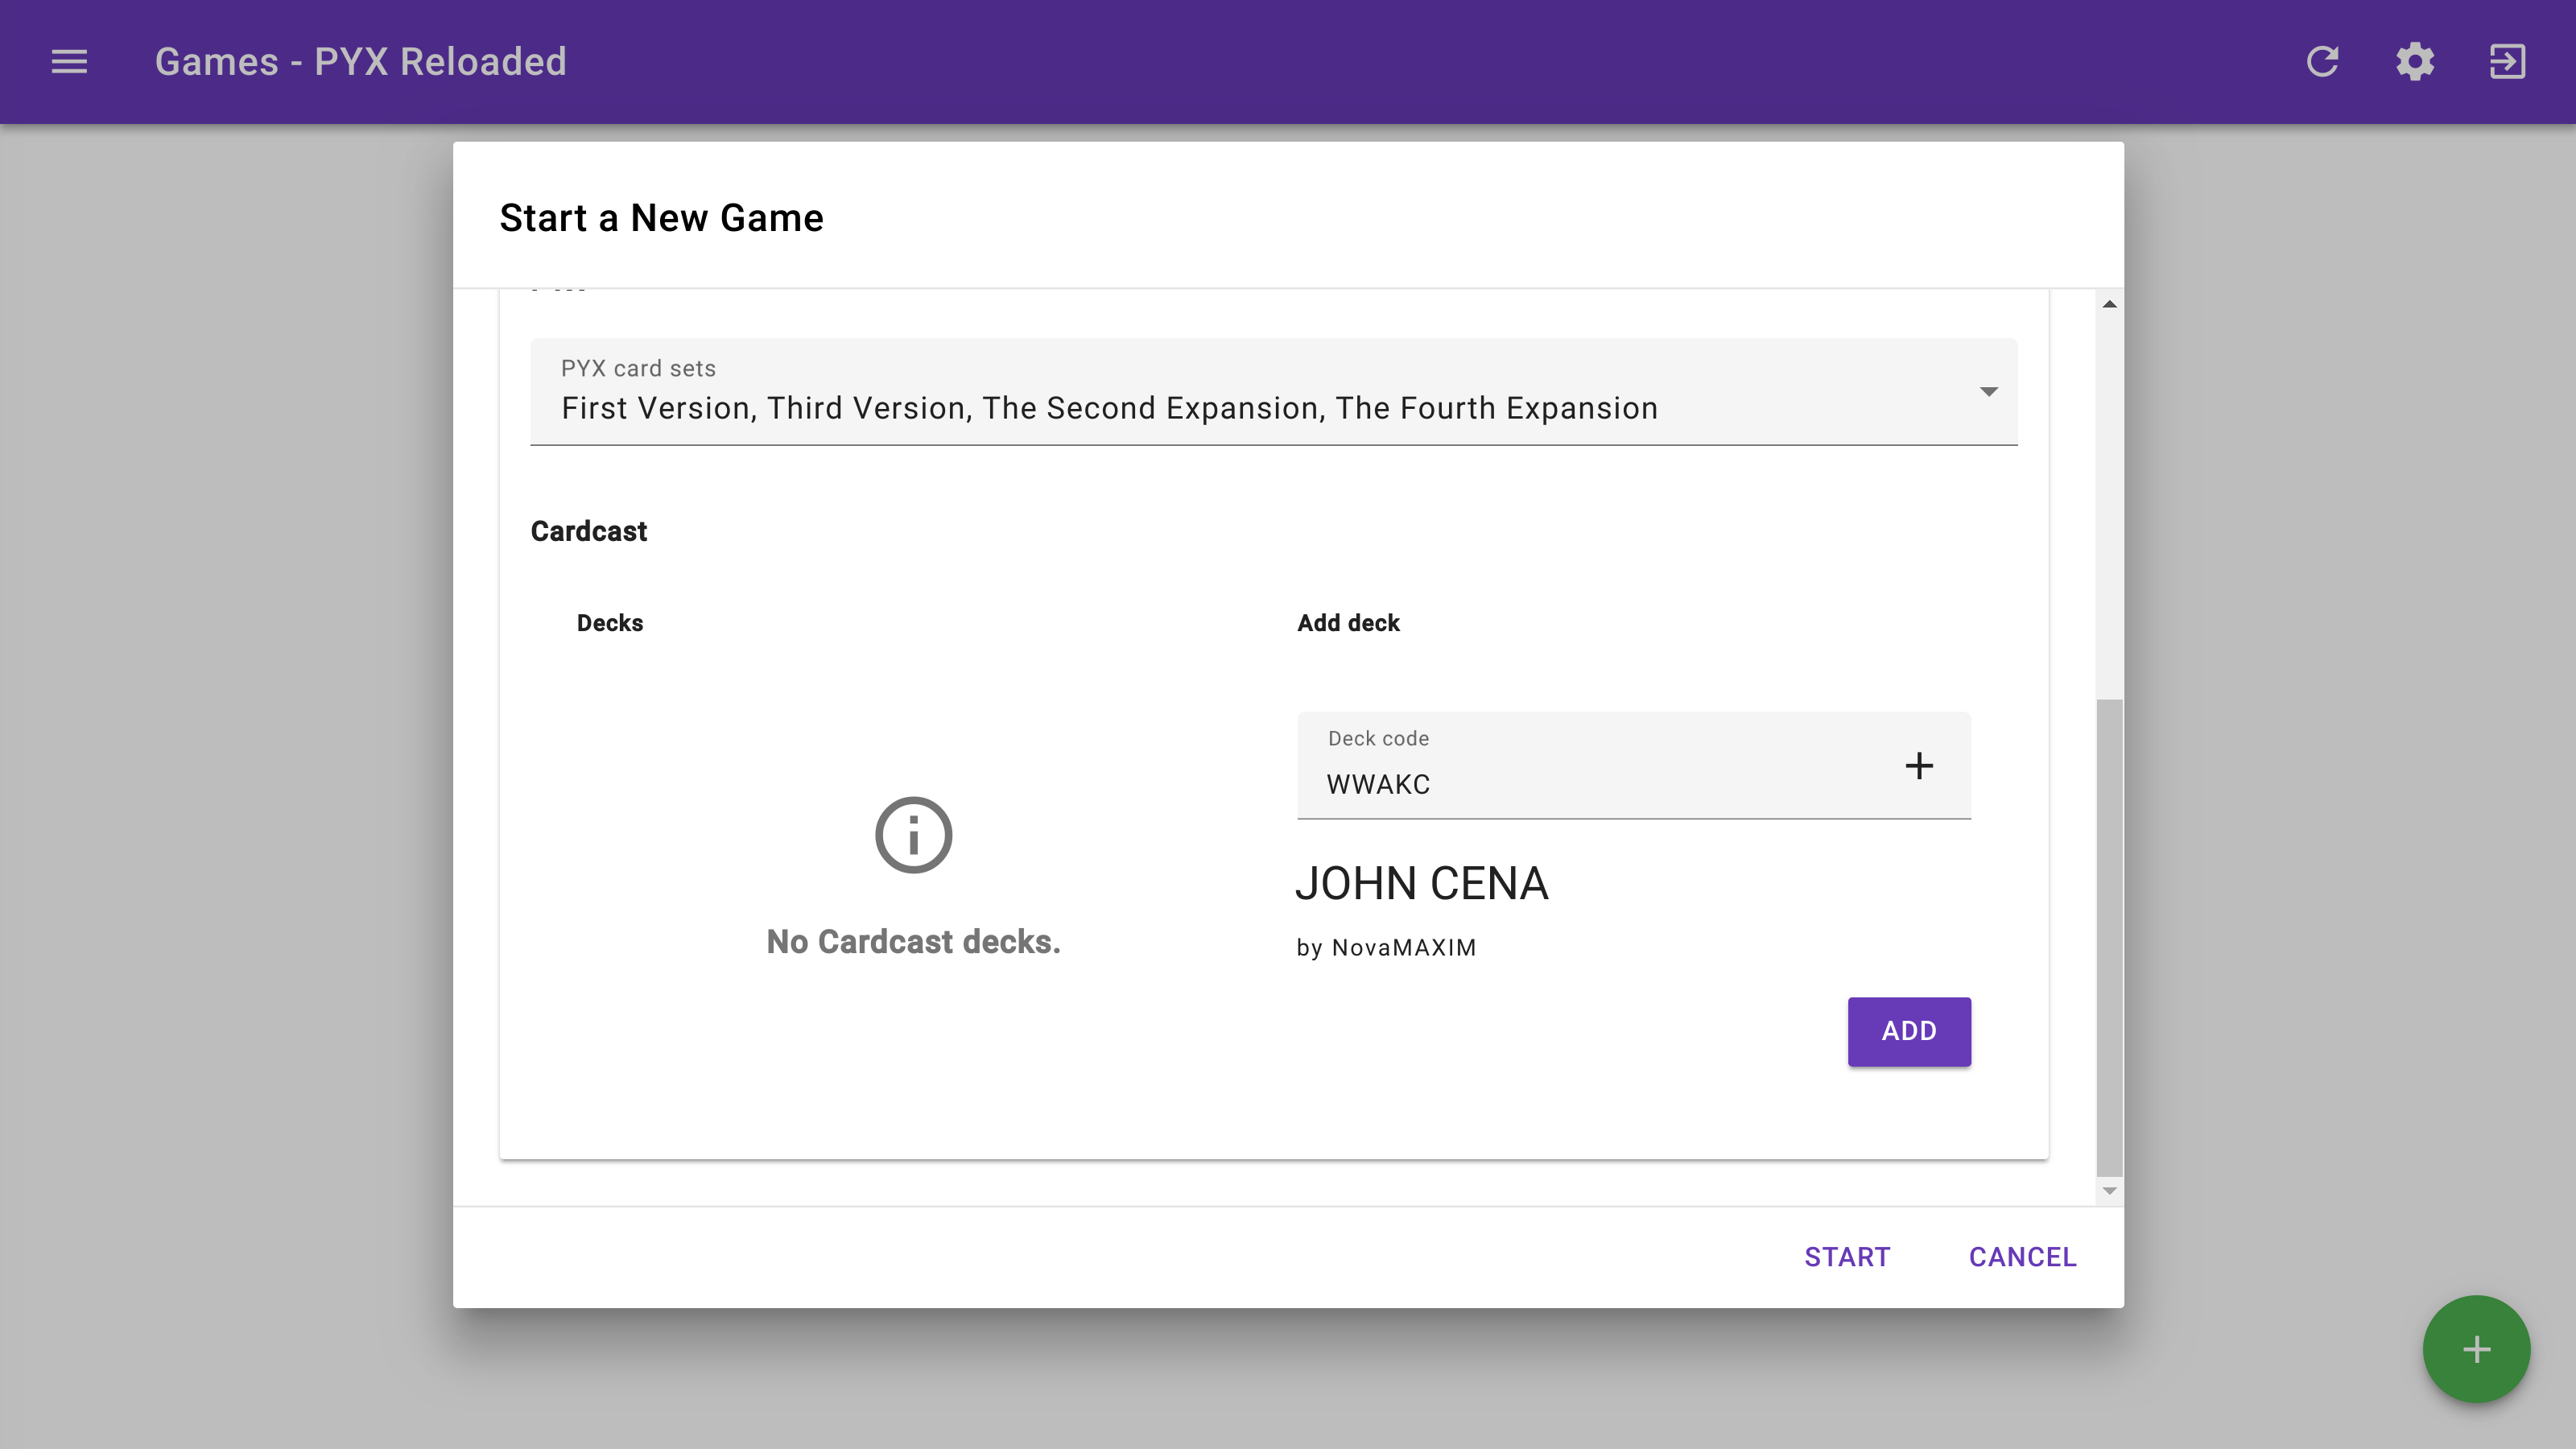 Games - PYX Reloaded
Start a New Game
PYX card sets
First Version, Third Version, The Second Expansion, The Fourth Expansion
Cardcast
Decks
Add deck
Deck code
WWAKC
No Cardcast decks.
JOHN CENA
by NovaMAXIM
ADD
START
CANCEL